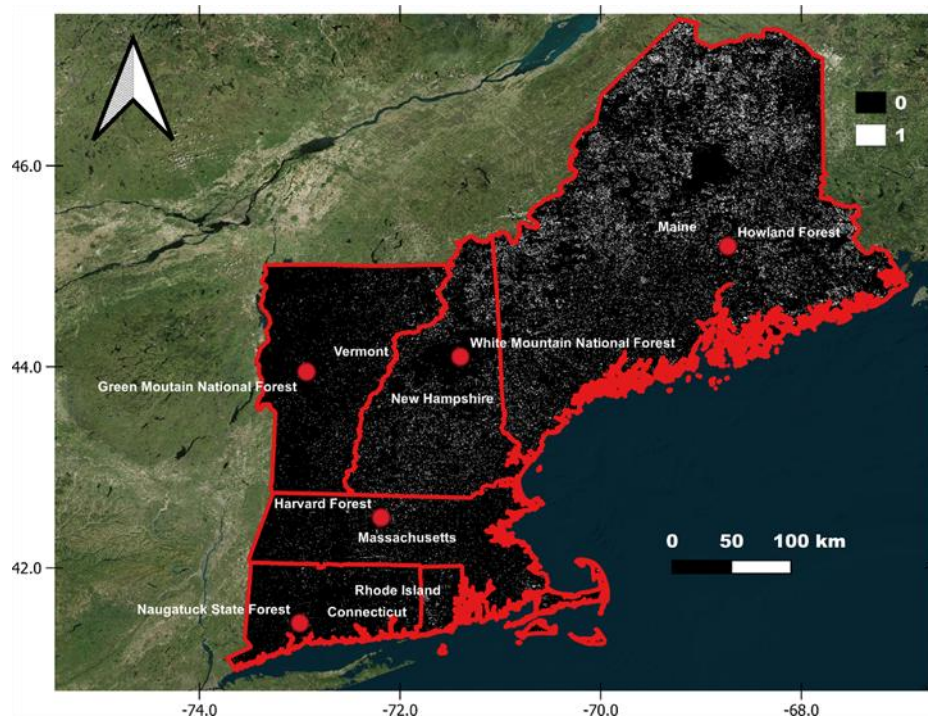 0
1
46.0
Maine
Howland Forest
White Mountain National Forest
Vermont
44.0
Green Moutain National Forest
New Hampshire
Harvard Forest
Massachusetts
0 50 100 km
42.0
Rhode Island
Naugatuck State Forest
Connecticut
-74.0 -72.0 -70.0 -68.0